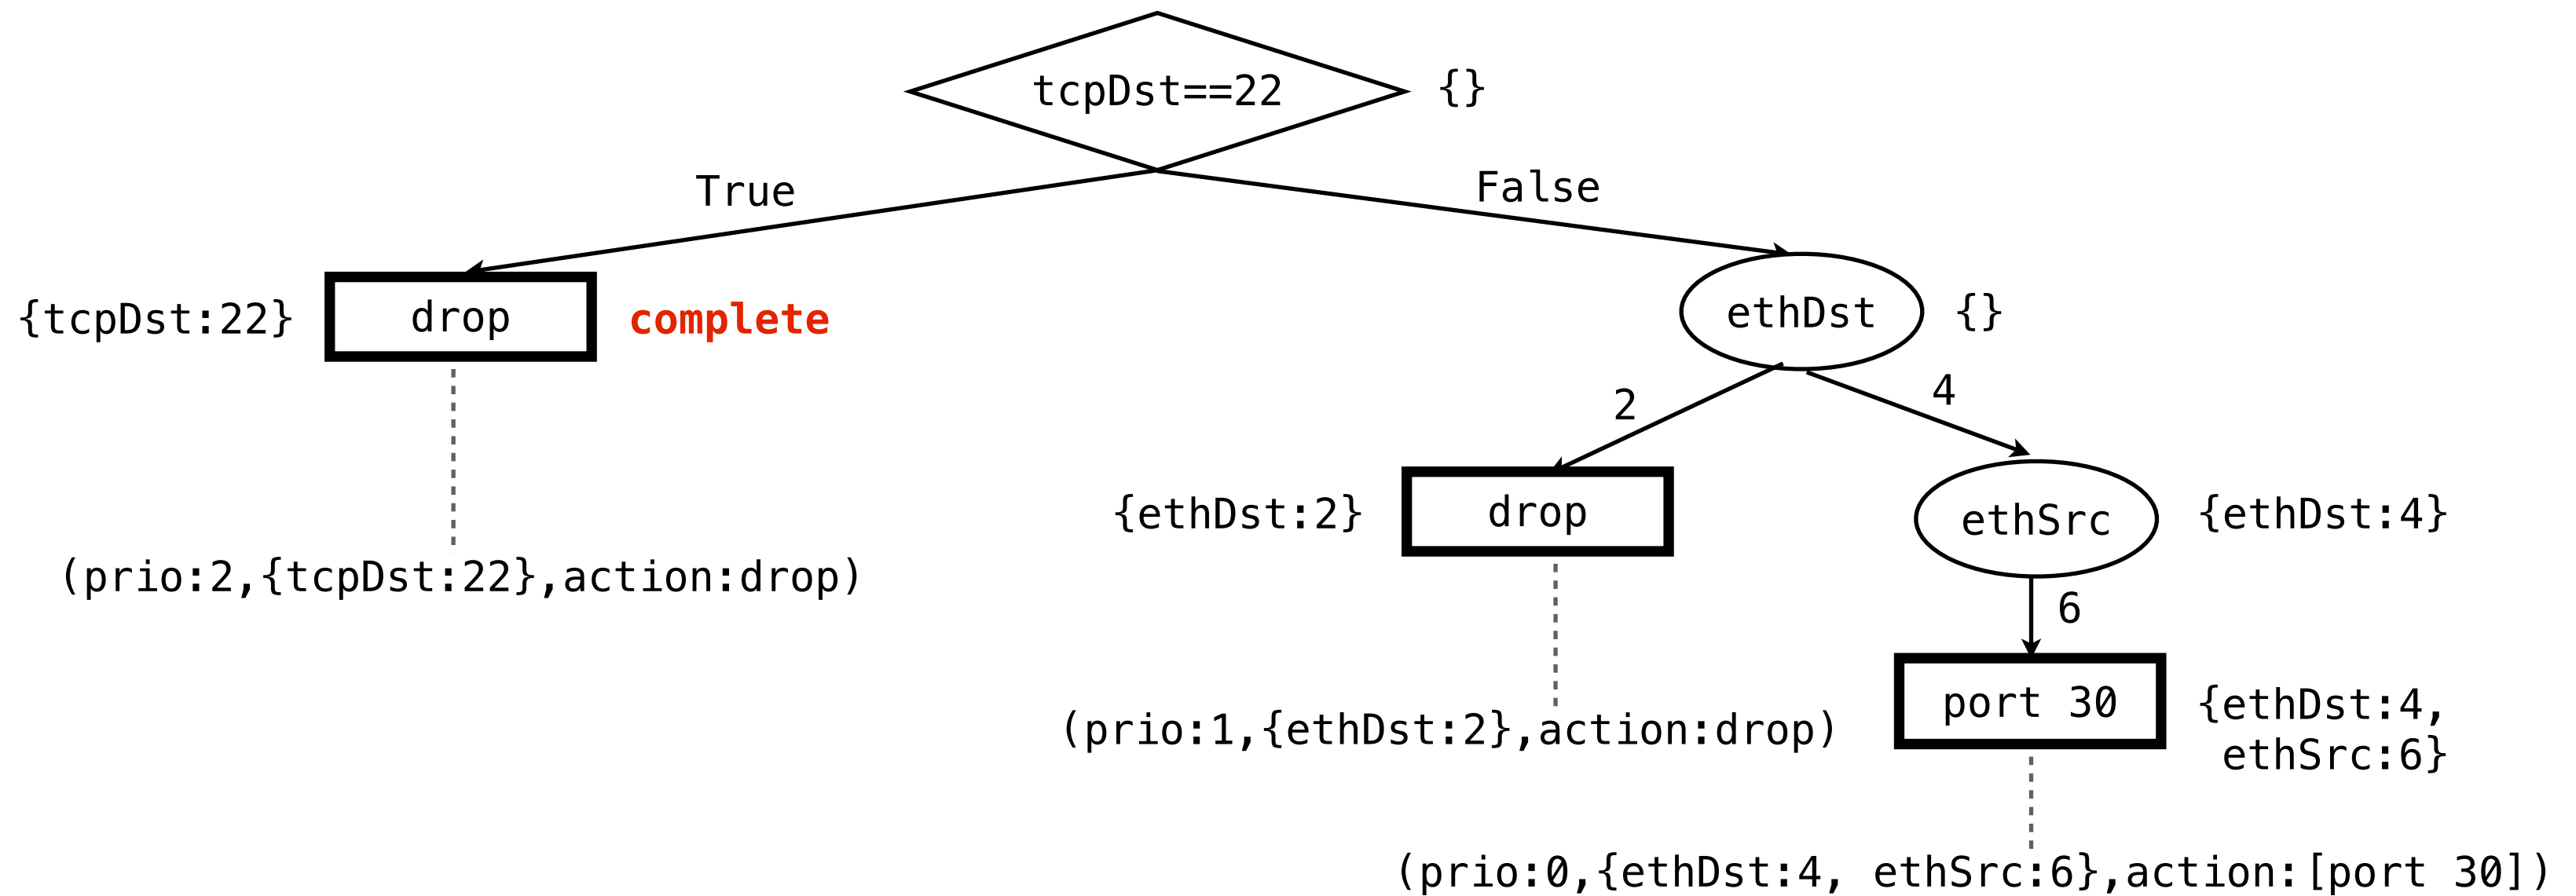 tcpDst==22 {}
True False
{tcpDst:22} drop complete
ethDst {}
2 4
{ethDst:2} drop
ethSrc {ethDst:4}
(prio:2,{tcpDst:22},action:drop)
6
port 30 {ethDst:4,
ethSrc:6}
(prio:1,{ethDst:2},action:drop)
(prio:0,{ethDst:4, ethSrc:6},action:[port 30])